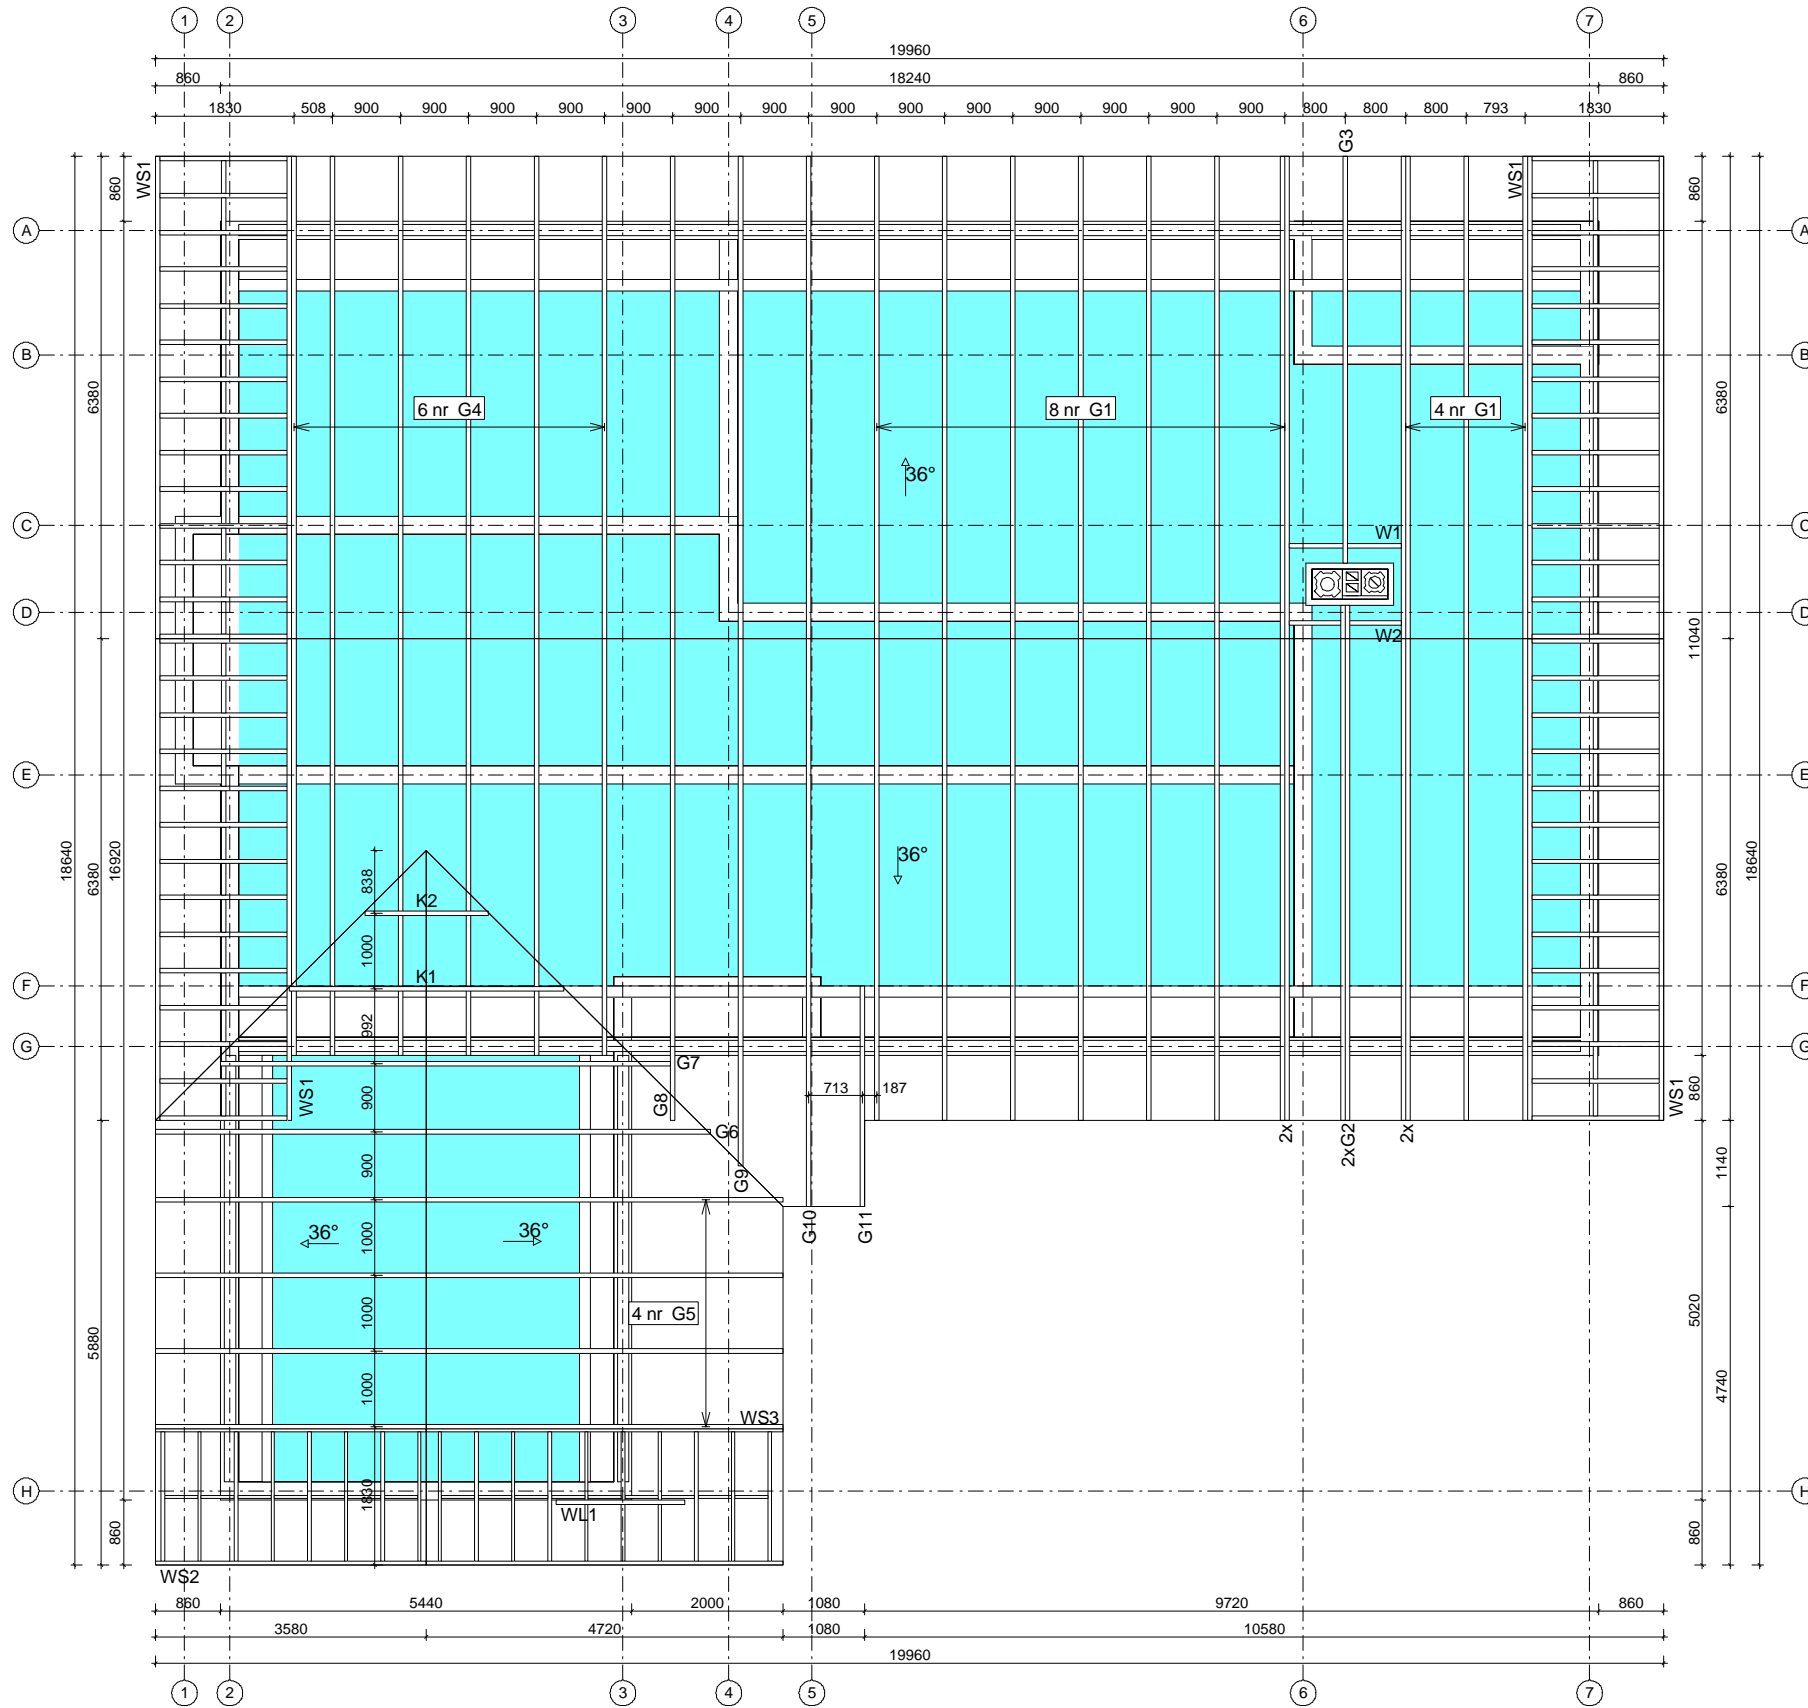 1 2 3 4 5 6 7
19960
860 18240 860
1830 508 900 900 900 900 900 900 900 900 900 900 900 900 900 900 800 800 800 793 1830
G3
WS1 WS1
860 860
A A
B B
6380 6380
6 nr G4 8 nr G1 4 nr G1
36°
C C
W1
D D
W2
11040
E E
18640 6380 16920 6380 18640
36°
838
K2
1000
K1
F F
992
G G
G7
WS1 900 G8 713 187 860 WS1
G6 2x 2xG2 2x
900 G9 1140
G10 G11
36° 36°
1000
1000
4 nr G5
5880 5020
1000 4740
WS3
1830
H H
WL1
860 860
WS2
860 5440 2000 1080 9720 860
3580 4720 1080 10580
19960
1 2 3 4 5 6 7